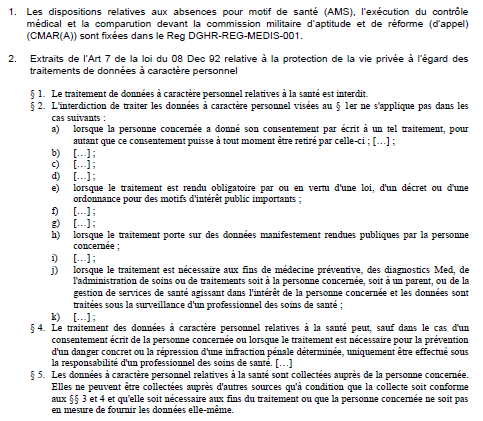 1. Les dispositions relatives aux absences pour motif de santé (AMS), l'exécution du contrôle
médical et la comparution devant la commission militaire d'aptitude et de réforme (d'appel)
(CMAR(A)) sont fixées dans le Reg DGHR-REG-MEDIS-001.
2. Extraits de l'Art 7 de la loi du 08 Dec 92 relative à la protection de la vie privée à l'égard des
traitements de données à caractère personnel
§ 1. Le traitement de données à caractère personnel relatives à la santé est interdit.
§ 2. L'interdiction de traiter les données à caractère personnel visées au § 1er ne s'applique pas dans les
cas suivants :
a) lorsque la personne concernée a donné son consentement par écrit à un tel traitement, pour
autant que ce consentement puisse à tout moment être retiré par celle-ci ; [...] ;
b) [...] ;
c) [...] ;
d) [...] ;
e) lorsque le traitement est rendu obligatoire par ou en vertu d'une loi, d'un décret ou d'une
ordonnance pour des motifs d'intérêt public importants ;
f) [...] ;
g) [...] ;
h) lorsque le traitement porte sur des données manifestement rendues publiques par la personne
concernée ;
i) [...] ;
j) lorsque le traitement est nécessaire aux fins de médecine préventive, des diagnostics Med, de
l'administration de soins ou de traitements soit à la personne concernée, soit à un parent, ou de la
gestion de services de santé agissant dans l'intérêt de la personne concernée et les données sont
traitées sous la surveillance d'un professionnel des soins de santé ;
k) [...] ;
§ 4. Le traitement des données à caractère personnel relatives à la santé peut, sauf dans le cas d'un
consentement écrit de la personne concernée ou lorsque le traitement est nécessaire pour la prévention
d'un danger concret ou la répression d'une infraction pénale déterminée, uniquement être effectué sous
la responsabilité d'un professionnel des soins de santé. [...]
§ 5. Les données à caractère personnel relatives à la santé sont collectées auprès de la personne concernée.
Elles ne peuvent être collectées auprès d'autres sources qu'à condition que la collecte soit conforme
aux §§ 3 et 4 et qu'elle soit nécessaire aux fins du traitement ou que la personne concernée ne soit pas
en mesure de fournir les données elle-même.